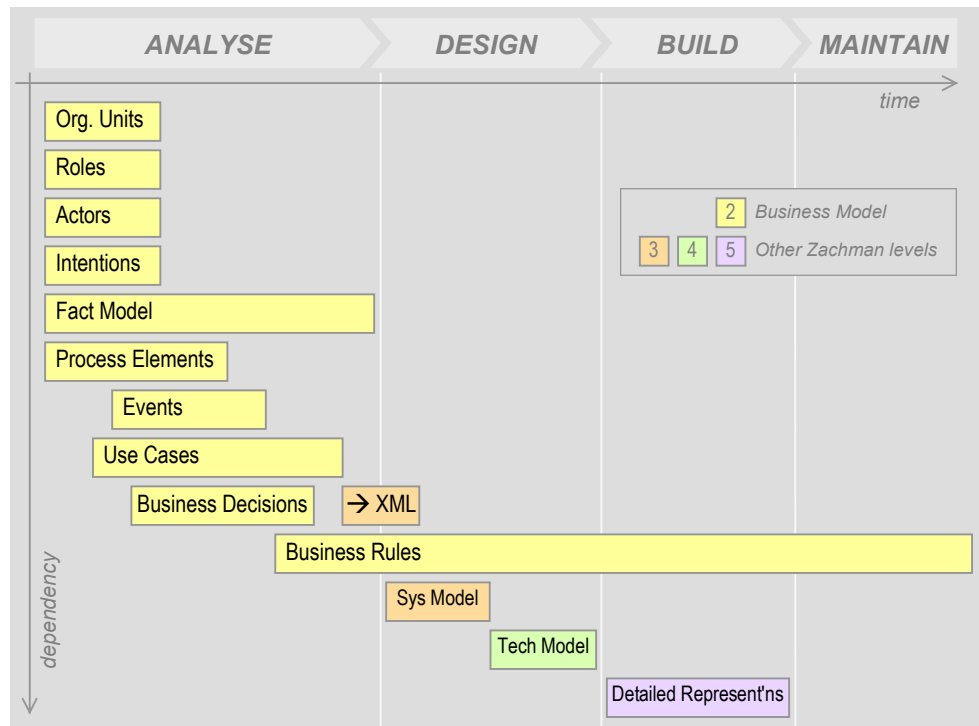 ANALYSE DESIGN BUILD MAINTAIN
time
Org. Units
Roles
Actors
2 Business Model
Intentions
3 4 5 Other Zachman levels
Fact Model
Process Elements
Events
Use Cases
Business Decisions → XML
Business Rules
dependency
Sys Model
Tech Model
Detailed Represent'ns